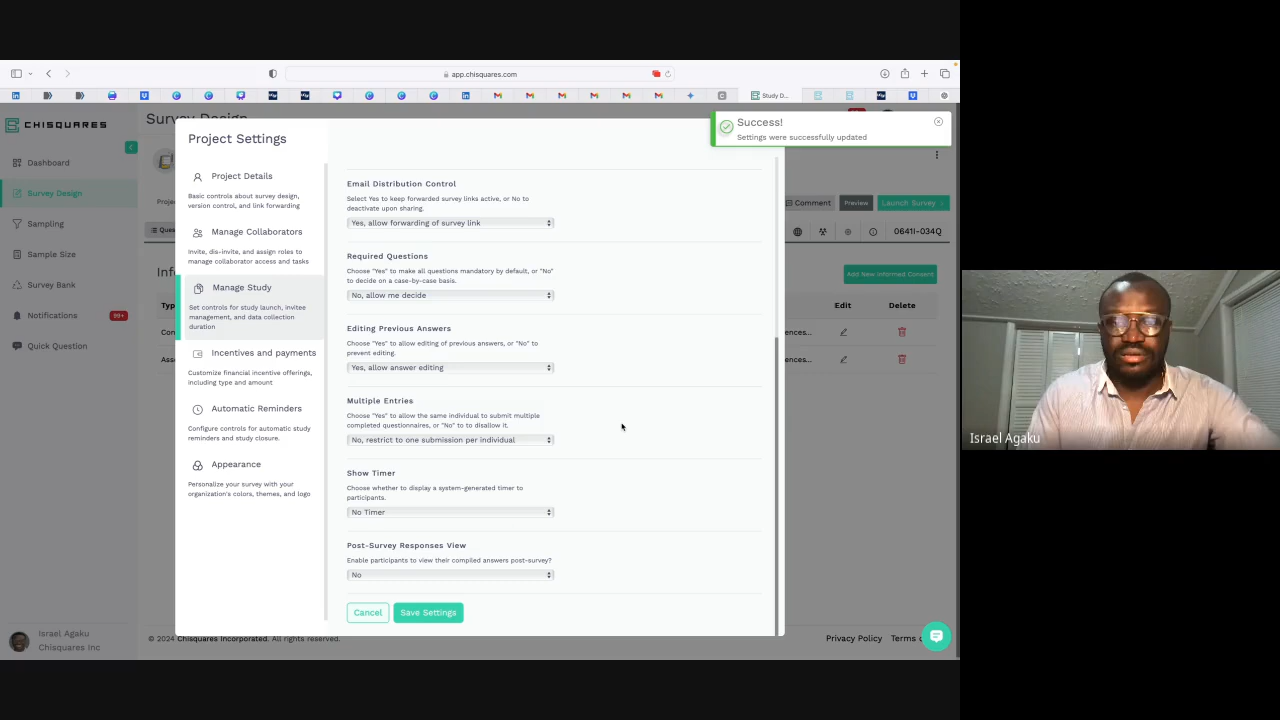 app.chisquares.com
Study D...
CHISQUARES
Dashboard
Survey Design
Sampling
Sample Size
Survey Bank
Notifications
99+
Quick Question
Israel Agaku
Chisquares Inc
Project Settings
Project Details
Basic controls about survey design,
version control, and link forwarding
Manage Collaborators
Invite, dis-invite, and assign roles to
manage collaborator access and tasks
Manage Study
Set controls for study launch, invitee
management, and data collection
duration
Incentives and payments
Customize financial incentive offerings,
including type and amount
Automatic Reminders
Configure controls for automatic study
reminders and study closure.
Appearance
Personalize your survey with your
organization's colors, themes, and logo
Email Distribution Control
Select Yes to keep forwarded survey links active, or No to
deactivate upon sharing.
Yes, allow forwarding of survey link
Required Questions
Choose "Yes" to make all questions mandatory by default, or "No"
to decide on a case-by-case basis.
No, allow me decide
Editing Previous Answers
Choose "Yes" to allow editing of previous answers, or "No" to
prevent editing.
Yes, allow answer editing
Multiple Entries
Choose "Yes" to allow the same individual to submit multiple
completed questionnaires, or "No" to to disallow it.
No, restrict to one submission per individual
Show Timer
Choose whether to display a system-generated timer to
participants.
No Timer
Post-Survey Responses View
Enable participants to view their compiled answers post-survey?
No
Cancel
Save Settings
Success!
Settings were successfully updated
Comment
Preview
Launch Survey
0641I-034Q
Add New Informed Consent
Edit
Delete
ences...
ences...
© 2024 Chisquares Incorporated. All rights reserved.
Privacy Policy
Terms
Israel Agaku